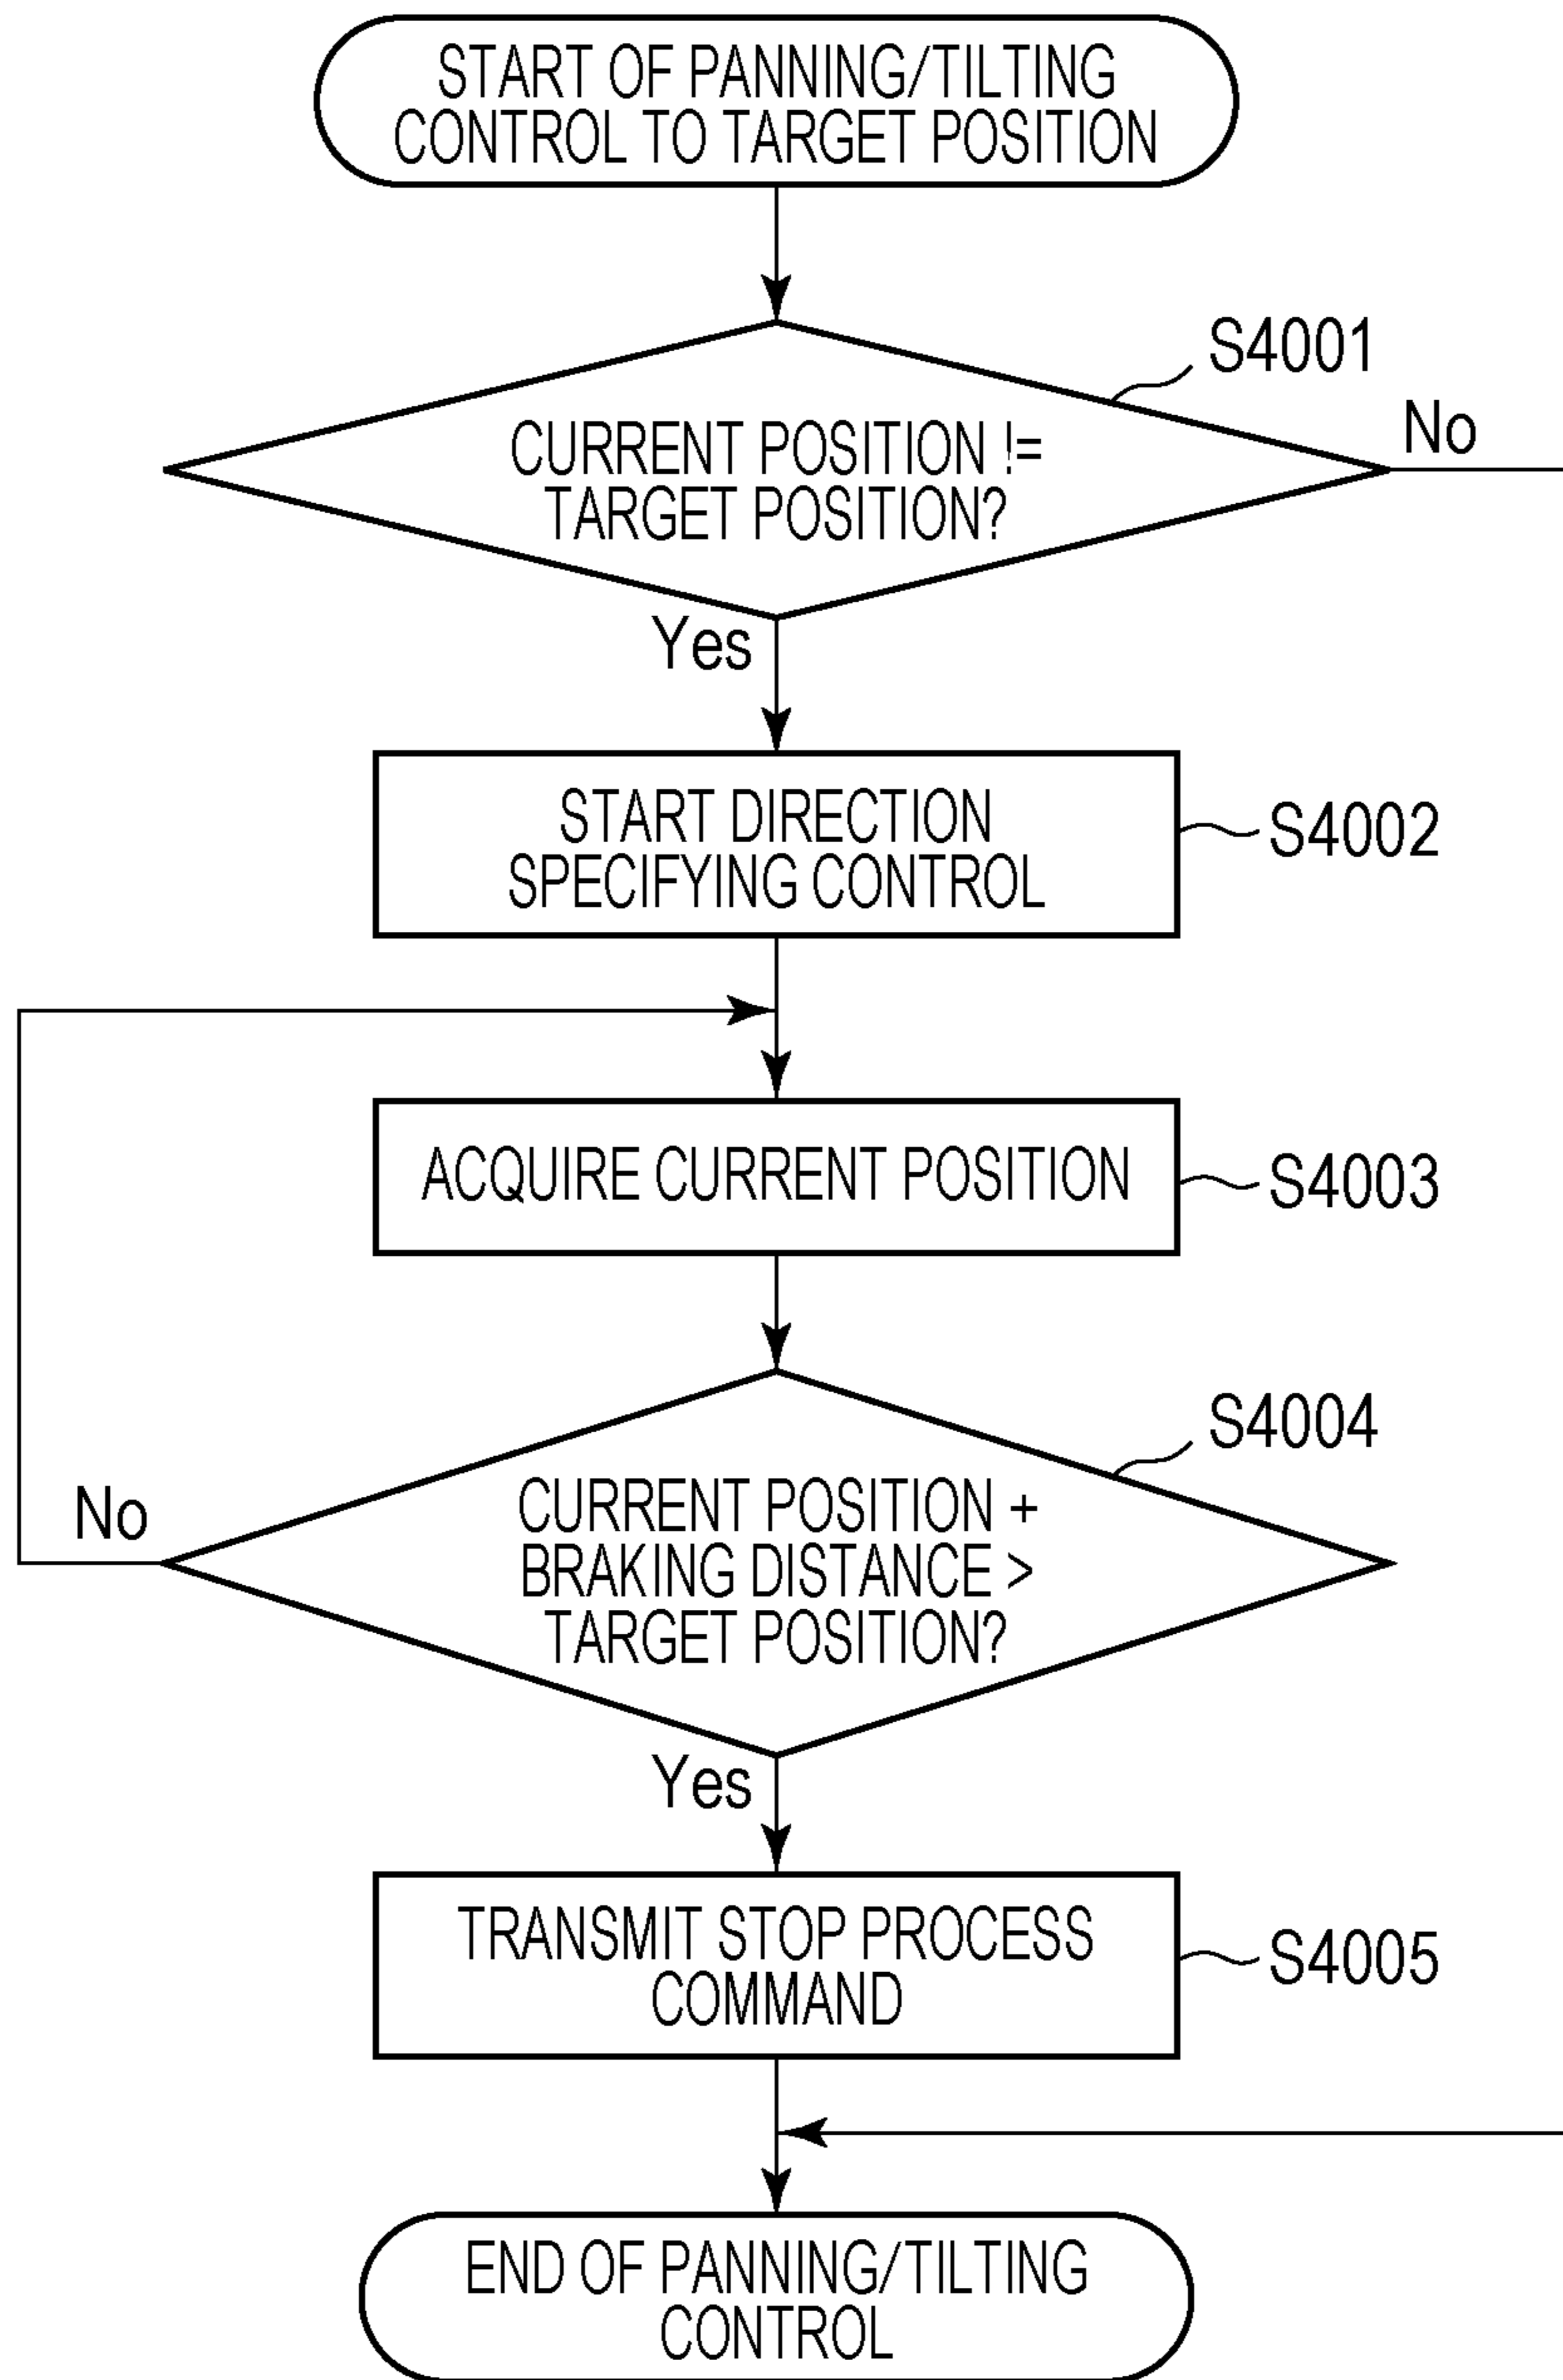 START OF PANNING/TILTING
CONTROL TO TARGET POSITION
S4001
No
CURRENT POSITION !=
TARGET POSITION?
Yes
START DIRECTION
SPECIFYING CONTROL
S4002
ACQUIRE CURRENT POSITION
S4003
S4004
No
CURRENT POSITION +
BRAKING DISTANCE >
TARGET POSITION?
Yes
TRANSMIT STOP PROCESS
COMMAND
S4005
END OF PANNING/TILTING
CONTROL